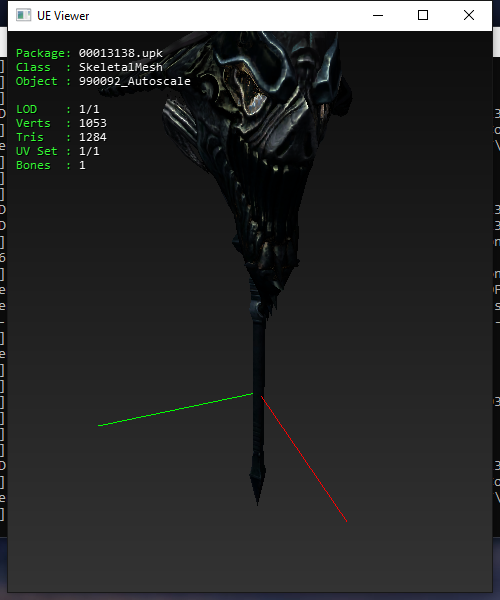 UE Viewer
Package: 00013138.upk
Class : SkeletalMesh
Object : 990092_Autoscale
LOD : 1/1
Verts : 1053
Tris : 1284
UV Set : 1/1
Bones : 1